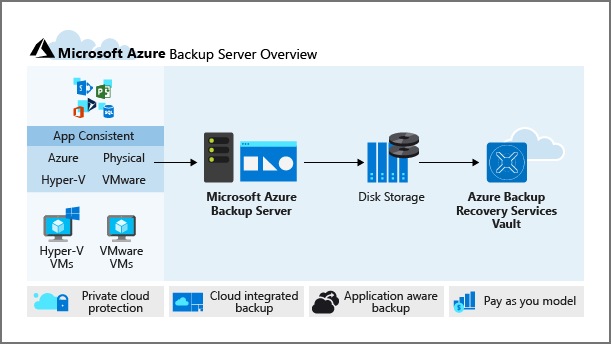 Microsoft Azure Backup Server Overview
App Consistent
Azure Physical
Hyper-V VMware
Hyper-V
VMs
VMware
VMs
Microsoft Azure
Backup Server
Disk Storage
Azure Backup
Recovery Services
Vault
Private cloud
protection
Cloud integrated
backup
Application aware
backup
Pay as you model